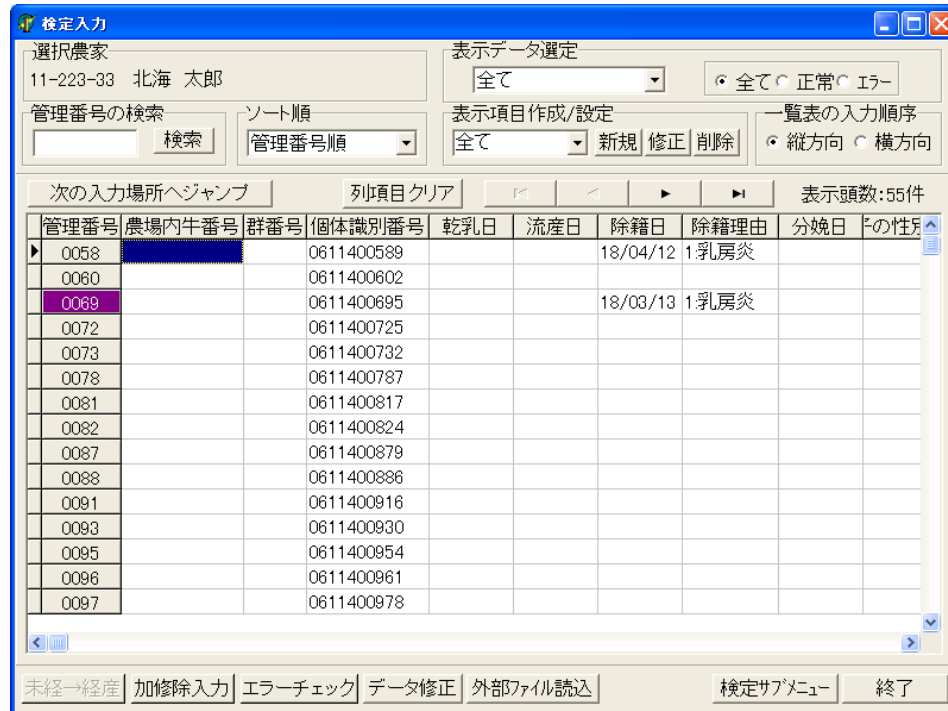 検定入力
選択農家
11-223-33 北海 太郎
表示データ選定
全て
全て 正常 エラー
管理番号の検索
検索
ソート順
管理番号順
表示項目作成/設定
全て 新規 修正 削除
一覧表の入力順序
縦方向 横方向
次の入力場所へジャンプ 列項目クリア 表示頭数:55件
管理番号 農場内牛番号 群番号 個体識別番号 乾乳日 流産日 除籍日 除籍理由 分娩日 その性別
0058 0611400589 18/04/12 1:乳房炎
0060 0611400602
0069 0611400695 18/03/13 1:乳房炎
0072 0611400725
0073 0611400732
0078 0611400787
0081 0611400817
0082 0611400824
0087 0611400879
0088 0611400886
0091 0611400916
0093 0611400930
0095 0611400954
0096 0611400961
0097 0611400978
未経→経産 加修除入力 エラーチェック データ修正 外部ファイル読込 検定サブメニュー 終了